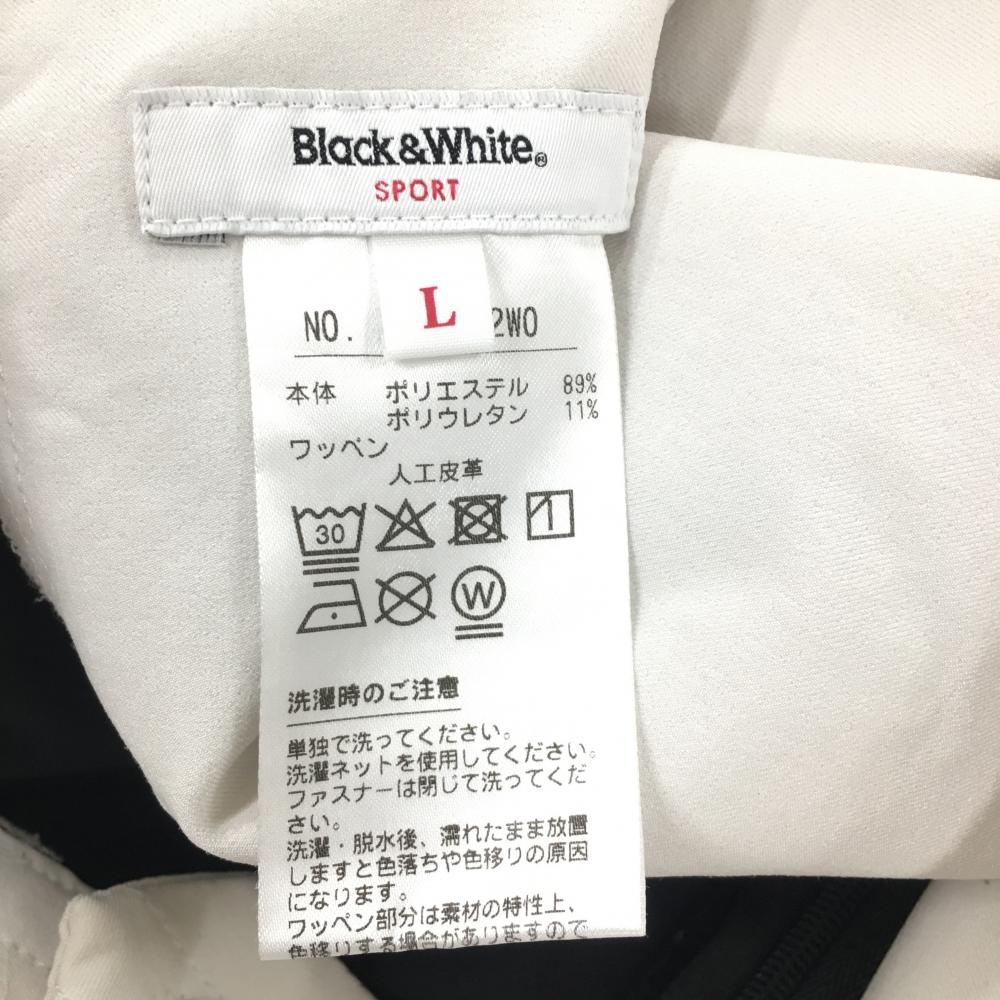 Black&White®
SPORT
L
NO. 2WO
本体 ポリエステル 89%
ポリウレタン 11%
ワッペン
人工皮革
30
W
洗濯時のご注意
単独で洗ってください。
洗濯ネットを使用してください。
ファスナーは閉じて洗ってくだ
さい。
洗濯・脱水後、濡れたまま放置
しますと色落ちや色移りの原因
になります。
ワッペン部分は素材の特性上、
色移りする場合がありますので